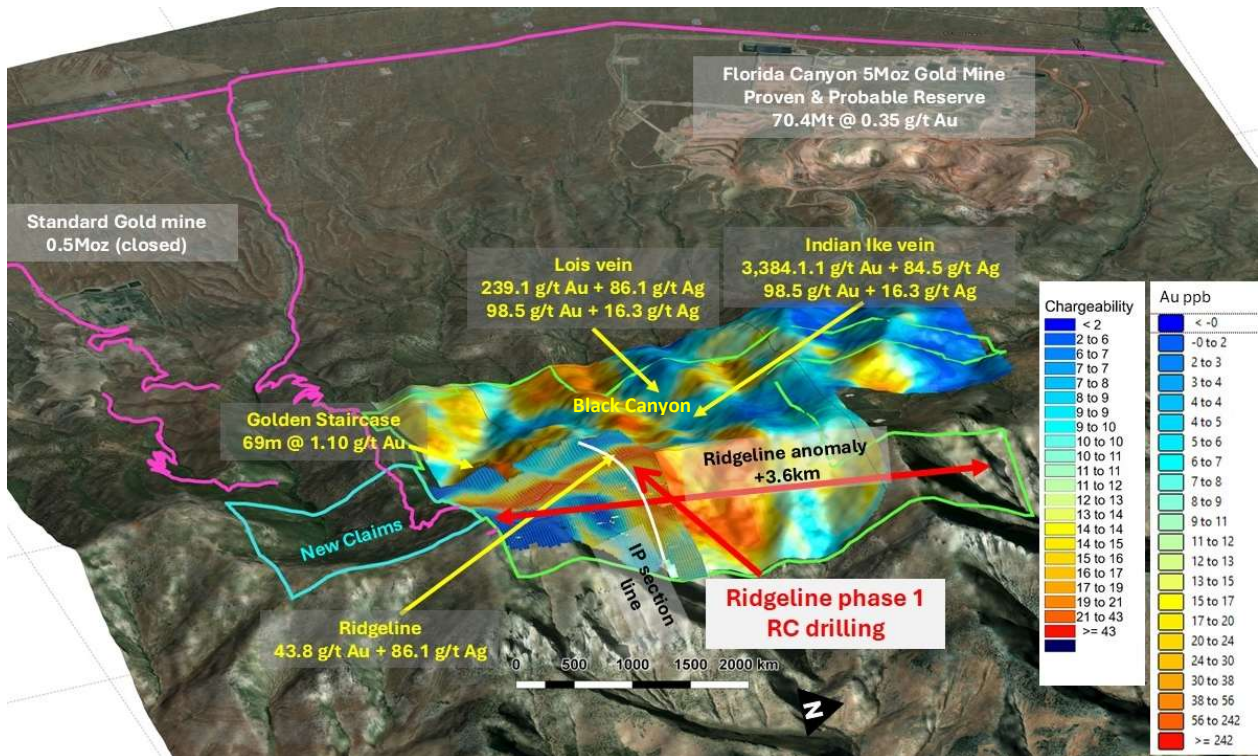 Florida Canyon 5Moz Gold Mine
Proven & Probable Reserve
70.4Mt @ 0.35 g/t Au
Standard Gold mine
0.5Moz (closed)
Lois vein
239.1 g/t Au + 86.1 g/t Ag
98.5 g/t Au + 16.3 g/t Ag
Indian Ike vein
3,384.1.1 g/t Au + 84.5 g/t Ag
98.5 g/t Au + 16.3 g/t Ag
Black Canyon
Golden Staircase
69m @ 1.10 g/t Au
Ridgeline anomaly
+3.6km
New Claims
IP section
line
Ridgeline
43.8 g/t Au + 86.1 g/t Ag
Ridgeline phase 1
RC drilling
0 500 1000 1500 2000 km
N
Chargeability
< 2
2 to 6
6 to 7
7 to 7
7 to 8
8 to 9
9 to 9
9 to 10
10 to 10
10 to 11
11 to 11
11 to 12
12 to 13
13 to 14
14 to 14
14 to 15
15 to 16
16 to 17
17 to 19
19 to 21
21 to 43
>= 43
Au ppb
< -0
-0 to 2
2 to 3
3 to 4
4 to 4
4 to 5
5 to 6
6 to 7
7 to 8
8 to 9
9 to 11
11 to 12
12 to 13
13 to 15
15 to 17
17 to 20
20 to 24
24 to 30
30 to 38
38 to 56
56 to 242
>= 242